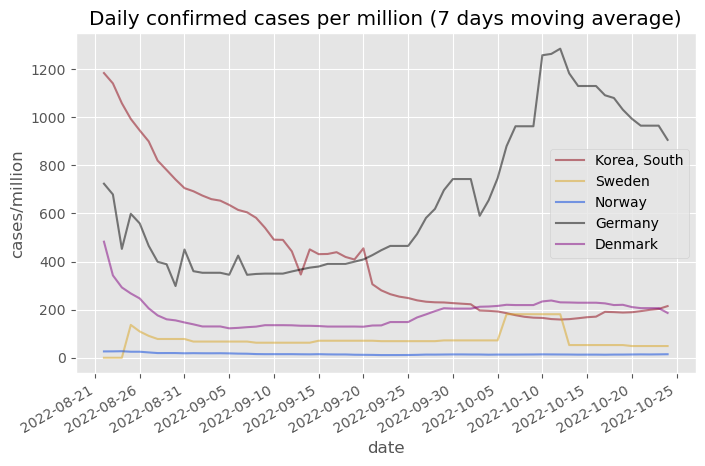 Daily confirmed cases per million (7 days moving average)
cases/million
1200
1000
800
600
400
200
0
Korea, South
Sweden
Norway
Germany
Denmark
2022-08-21
2022-08-26
2022-08-31
2022-09-05
2022-09-10
2022-09-15
2022-09-20
2022-09-25
2022-09-30
2022-10-05
2022-10-10
2022-10-15
2022-10-20
2022-10-25
date